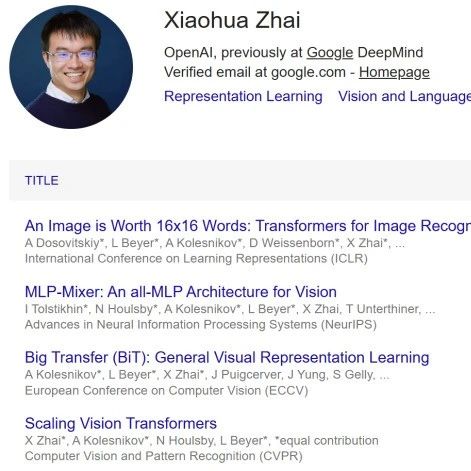 Xiaohua Zhai
OpenAI, previously at Google DeepMind
Verified email at google.com - Homepage
Representation Learning Vision and Language
TITLE
An Image is Worth 16x16 Words: Transformers for Image Recogn
A Dosovitskiy*, L Beyer*, A Kolesnikov*, D Weissenborn*, X Zhai*, ...
International Conference on Learning Representations (ICLR)
MLP-Mixer: An all-MLP Architecture for Vision
I Tolstikhin*, N Houlsby*, A Kolesnikov*, L Beyer*, X Zhai, T Unterthiner, ...
Advances in Neural Information Processing Systems (NeurIPS)
Big Transfer (BiT): General Visual Representation Learning
A Kolesnikov*, L Beyer*, X Zhai*, J Puigcerver, J Yung, S Gelly, ...
European Conference on Computer Vision (ECCV)
Scaling Vision Transformers
X Zhai*, A Kolesnikov*, N Houlsby, L Beyer*, *equal contribution
Computer Vision and Pattern Recognition (CVPR)